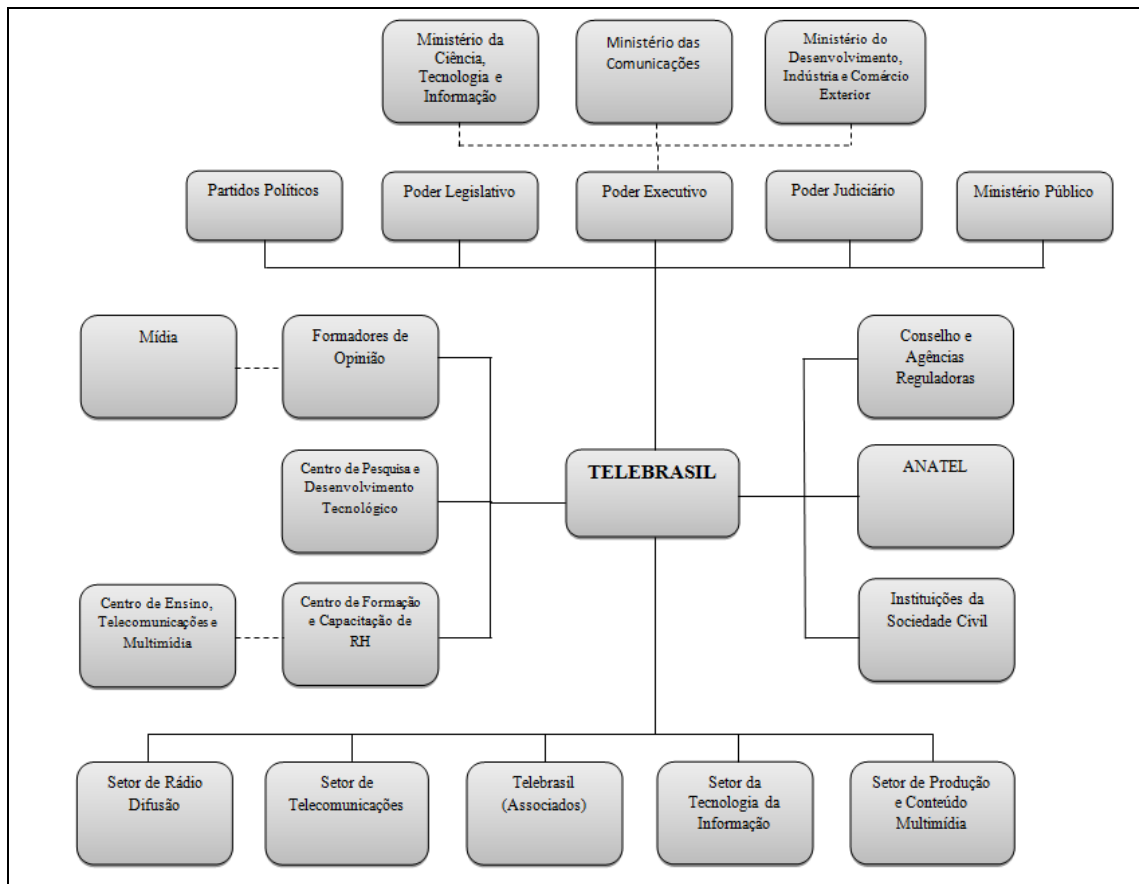 Ministério da
Ciência,
Tecnologia e
Informação
Ministério das
Comunicações
Ministério do
Desenvolvimento,
Indústria e Comércio
Exterior
Partidos Políticos
Poder Legislativo
Poder Executivo
Poder Judiciário
Ministério Público
Mídia
Formadores de
Opinião
Conselho e
Agências
Reguladoras
Centro de Pesquisa e
Desenvolvimento
Tecnológico
TELEBRASIL
ANATEL
Centro de Ensino,
Telecomunicações e
Multimídia
Centro de Formação
e Capacitação de
RH
Instituições da
Sociedade Civil
Setor de Rádio
Difusão
Setor de
Telecomunicações
Telebrasil
(Associados)
Setor da
Tecnologia da
Informação
Setor de Produção
e Conteúdo
Multimídia